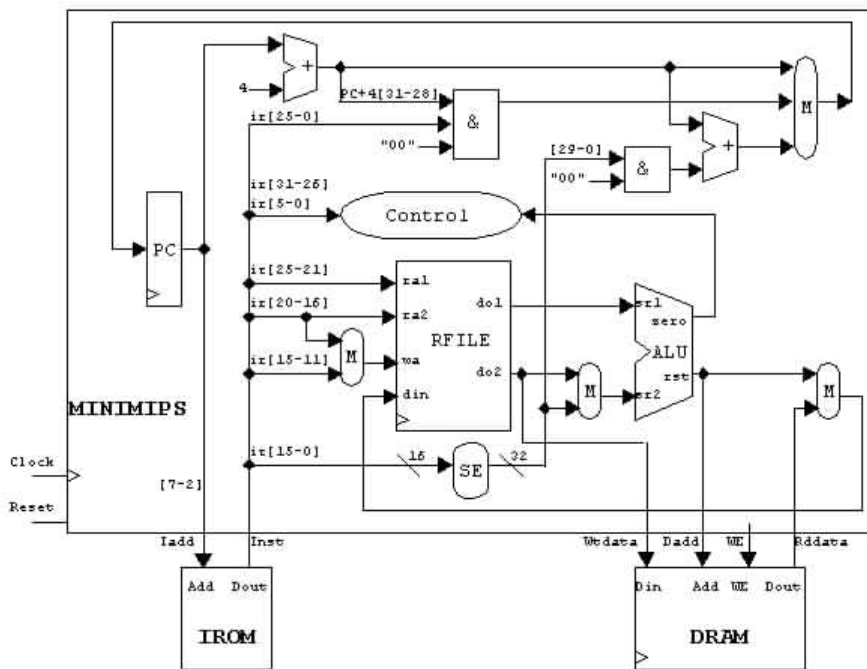 +
4
PC+4[31-28]
ir[25-0]
&
"00"
M
[29-0]
+
"00"
&
ir[31-26]
ir[5-0]
Control
PC
ir[25-21]
ra1
ir[20-16]
ra2
do1
sr1
zero
RFILE
M
wa
ir[15-11]
ALU
do2
rst
din
M
sr2
M
MINIMIPS
ir[15-0]
16
SE
32
Clock
[7-2]
Reset
Iadd
Inst
Wtdata
Dadd
WE
Rddata
Add
Dout
Din
Add
WE
Dout
IROM
DRAM